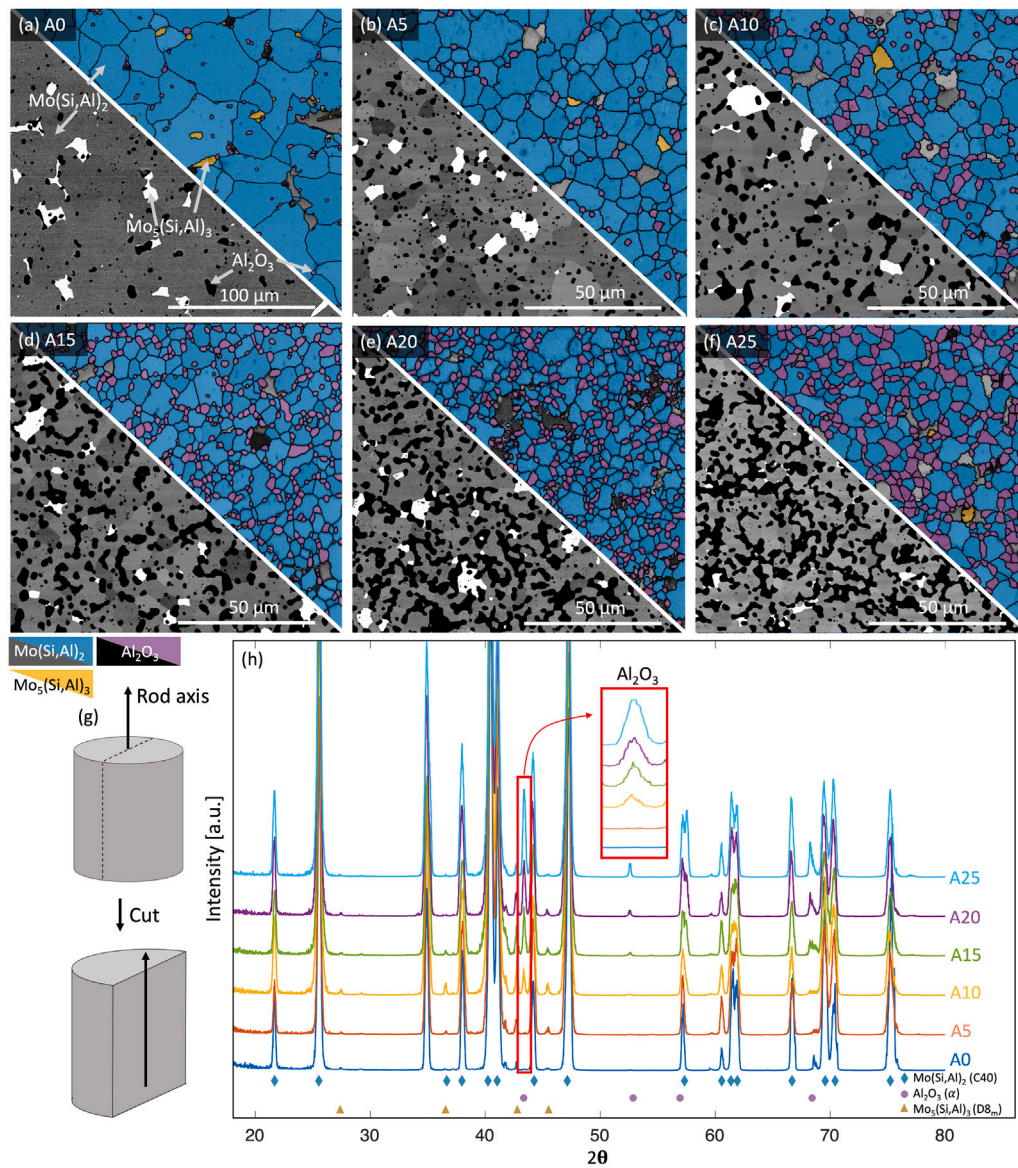 (a) A0
Mo(Si,Al)₂
Mo₅(Si,Al)₃
Al₂O₃
100 μm
(b) A5
50 μm
(c) A10
50 μm
(d) A15
50 μm
(e) A20
50 μm
(f) A25
50 μm
Mo(Si,Al)₂
Al₂O₃
Mo₅(Si,Al)₃
Rod axis
(g)
Cut
(h)
Al₂O₃
Intensity [a.u.]
A25
A20
A15
A10
A5
A0
Mo(Si,Al)₂ (C40)
Al₂O₃ (α)
Mo₅(Si,Al)₃ (D8ₘ)
20 30 40 50 60 70 80
2θ